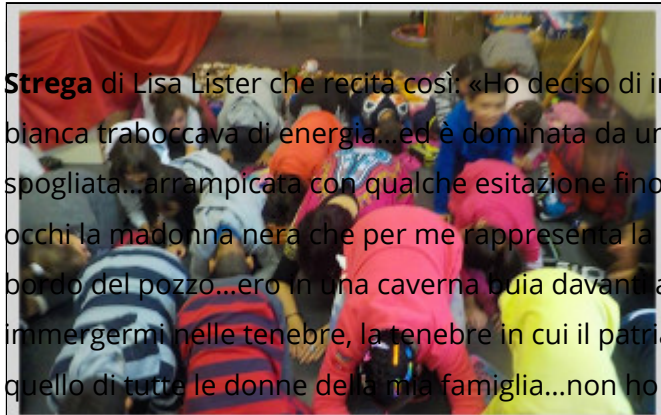 Strega di Lisa Lister che recita così: «Ho deciso di i
bianca traboccava di energia...ed è dominata da u
spogliata...arrampicata con qualche esitazione fino
occhi la madonna nera che per me rappresenta la
bordo del pozzo...ero in una caverna buia davanti a
immergermi nelle tenebre, la tenebre in cui il patria
quello di tutte le donne della mia famiglia...non ho